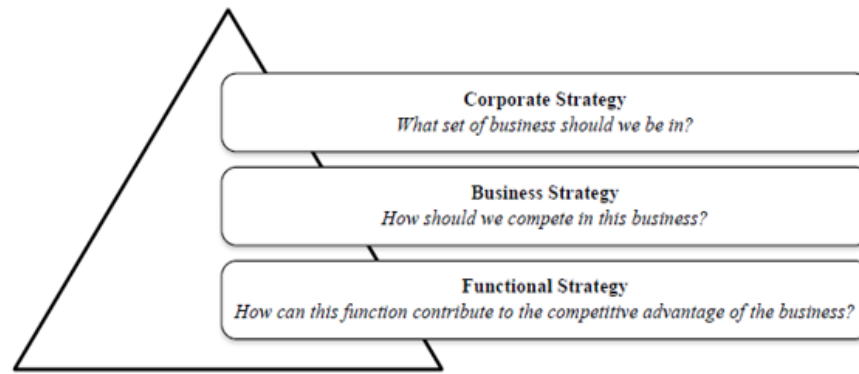 Corporate Strategy
What set of business should we be in?
Business Strategy
How should we compete in this business?
Functional Strategy
How can this function contribute to the competitive advantage of the business?